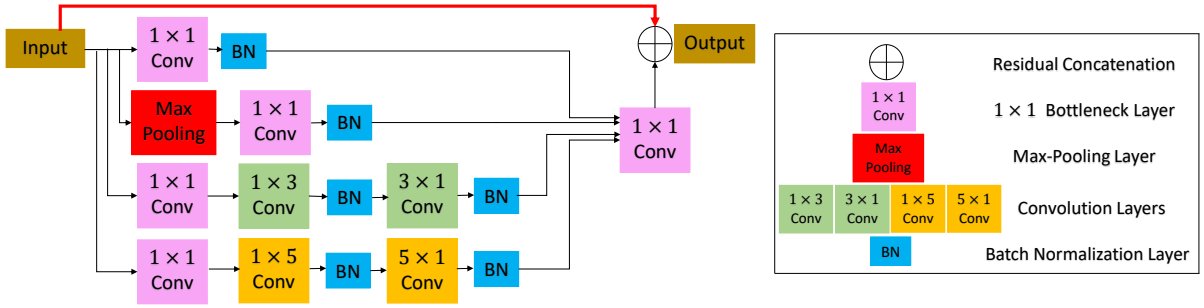 Input
1 × 1
Conv
BN
Output
Max
Pooling
1 × 1
Conv
BN
1 × 1
Conv
1 × 1
Conv
1 × 3
Conv
BN
3 × 1
Conv
BN
1 × 1
Conv
1 × 5
Conv
BN
5 × 1
Conv
BN
Residual Concatenation
1 × 1
Conv
1 × 1 Bottleneck Layer
Max
Pooling
Max-Pooling Layer
1 × 3
Conv
3 × 1
Conv
1 × 5
Conv
5 × 1
Conv
Convolution Layers
BN
Batch Normalization Layer